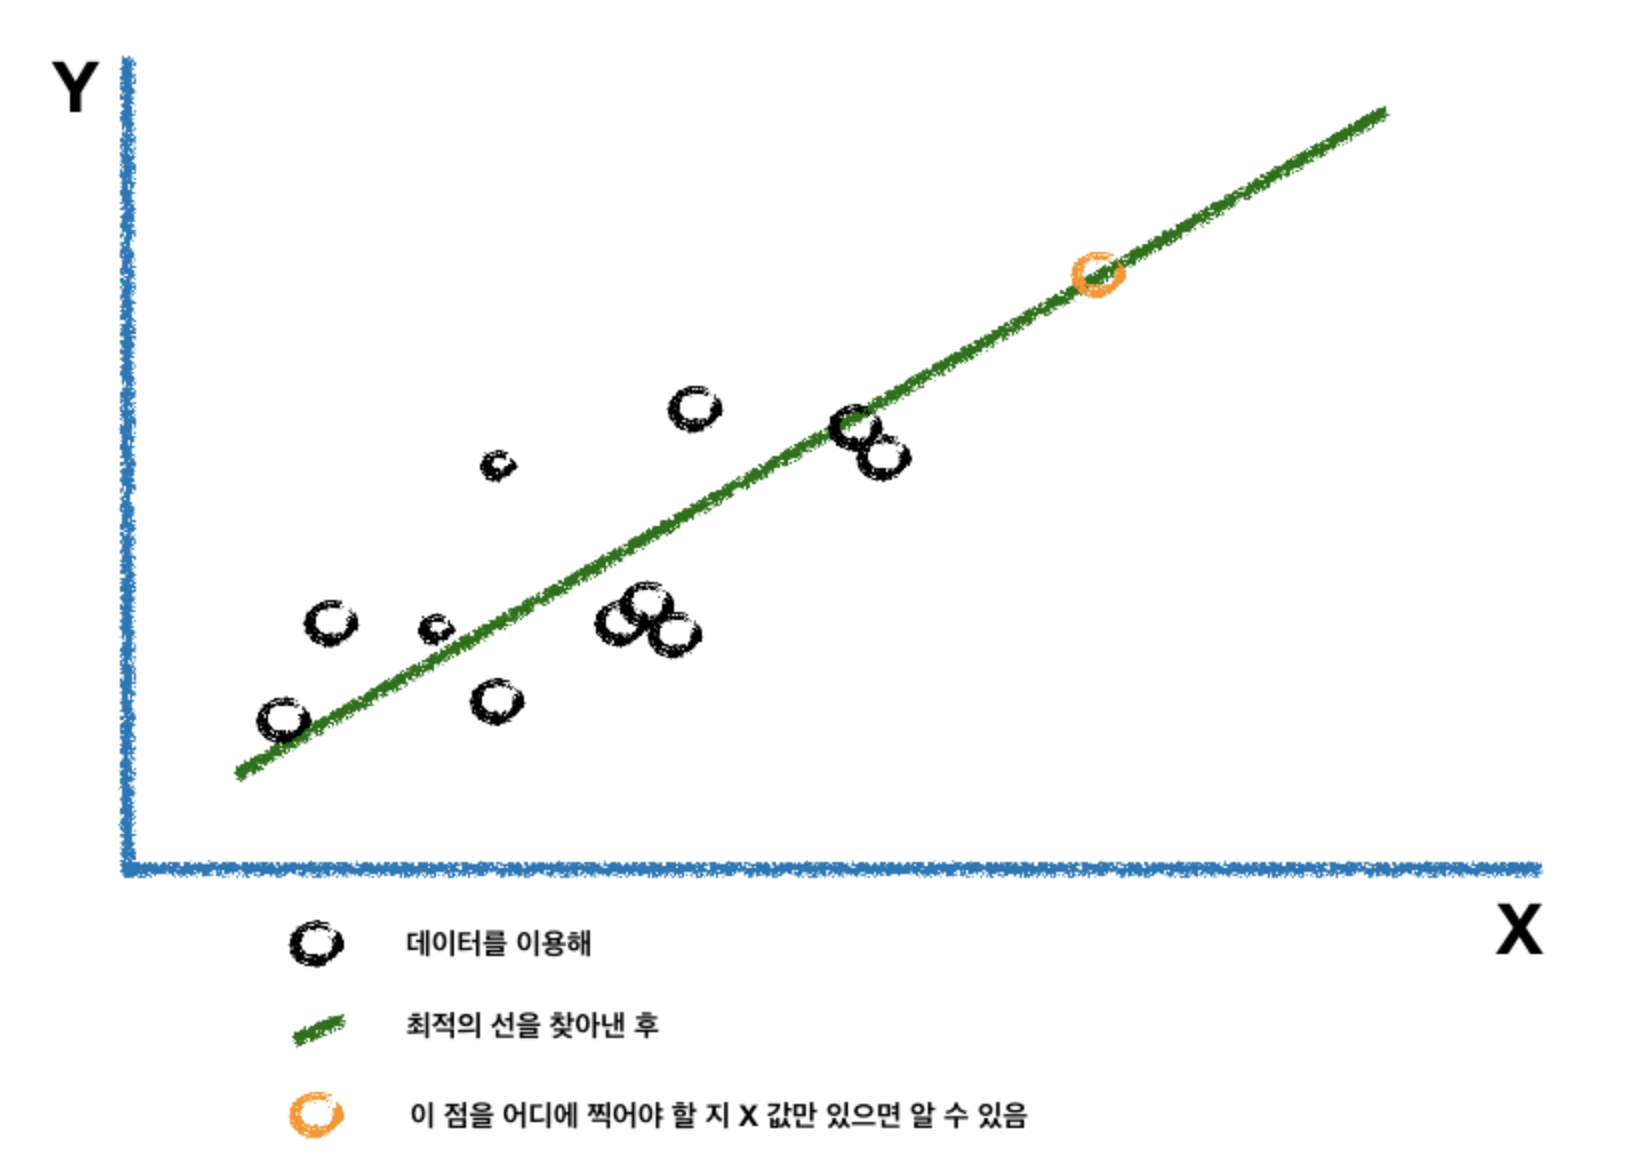 Y
X
데이터를 이용해
최적의 선을 찾아낸 후
이 점을 어디에 찍어야 할 지 X 값만 있으면 알 수 있음